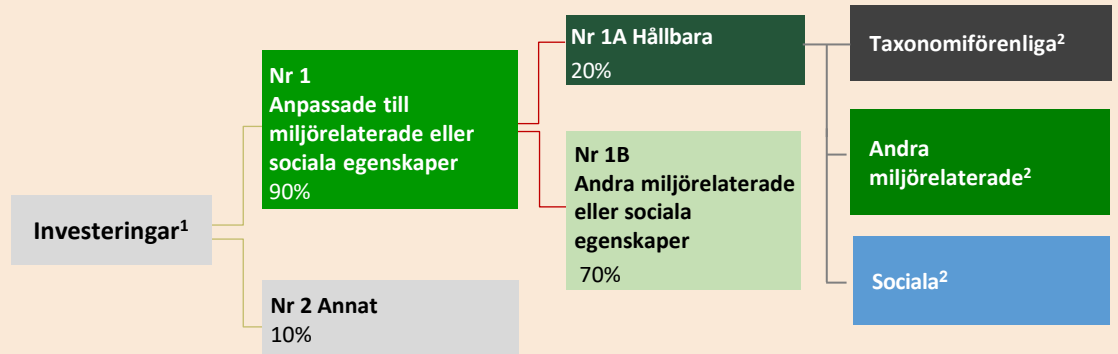 Investeringar¹
Nr 1
Anpassade till
miljörelaterade eller
sociala egenskaper
90%
Nr 2 Annat
10%
Nr 1A Hållbara
20%
Nr 1B
Andra miljörelaterade
eller sociala
egenskaper
70%
Taxonomiförenliga²
Andra
miljörelaterade²
Sociala²